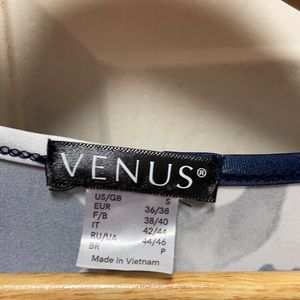 VENUS®
US/GB S
EUR 36/38
F/B 38/40
IT 42/44
RU/UA 44/46
BR P
Made in Vietnam